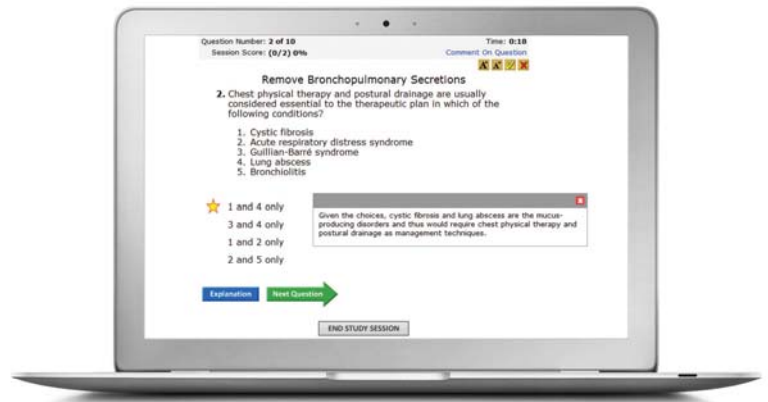 Question Number: 2 of 10
Time: 0:18
Session Score: (0/2) 0%
Comment On Question
Remove Bronchopulmonary Secretions
2. Chest physical therapy and postural drainage are usually
considered essential to the therapeutic plan in which of the
following conditions?
1. Cystic fibrosis
2. Acute respiratory distress syndrome
3. Guillian-Barré syndrome
4. Lung abscess
5. Bronchiolitis
1 and 4 only
3 and 4 only
1 and 2 only
2 and 5 only
Given the choices, cystic fibrosis and lung abscess are the mucus-
producing disorders and thus would require chest physical therapy and
postural drainage as management techniques.
Explanation
Next Question
END STUDY SESSION